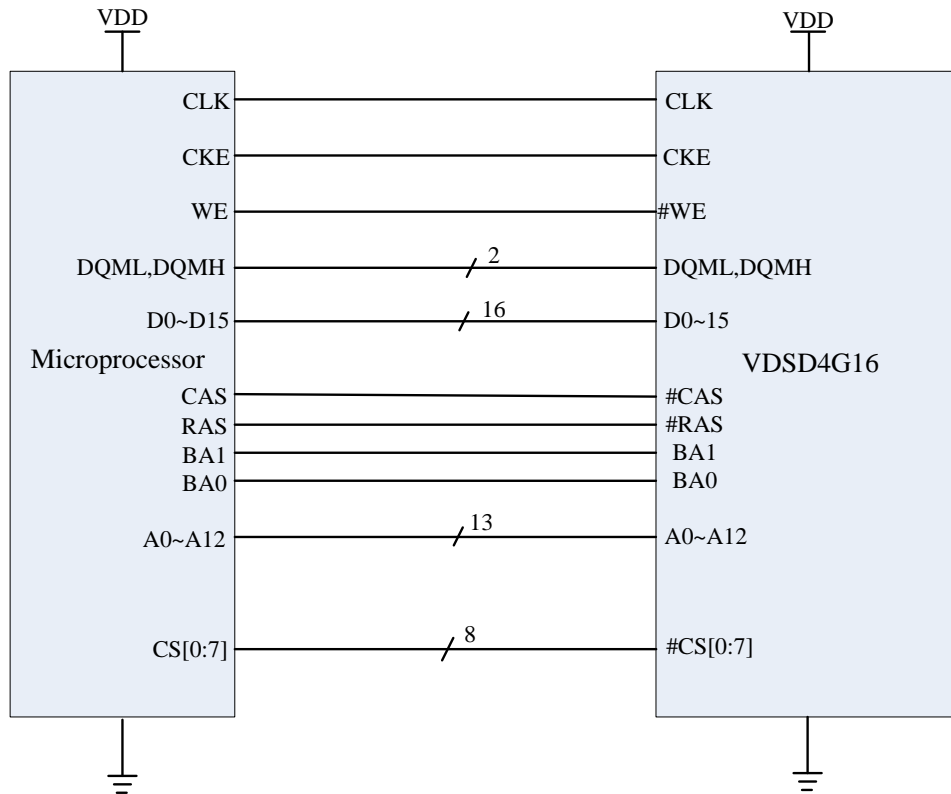 VDD
VDD
CLK
CLK
CKE
CKE
WE
#WE
DQML,DQMH
2
DQML,DQMH
D0~D15
16
D0~15
Microprocessor
VDSD4G16
CAS
#CAS
RAS
#RAS
BA1
BA1
BA0
BA0
A0~A12
13
A0~A12
CS[0:7]
8
#CS[0:7]